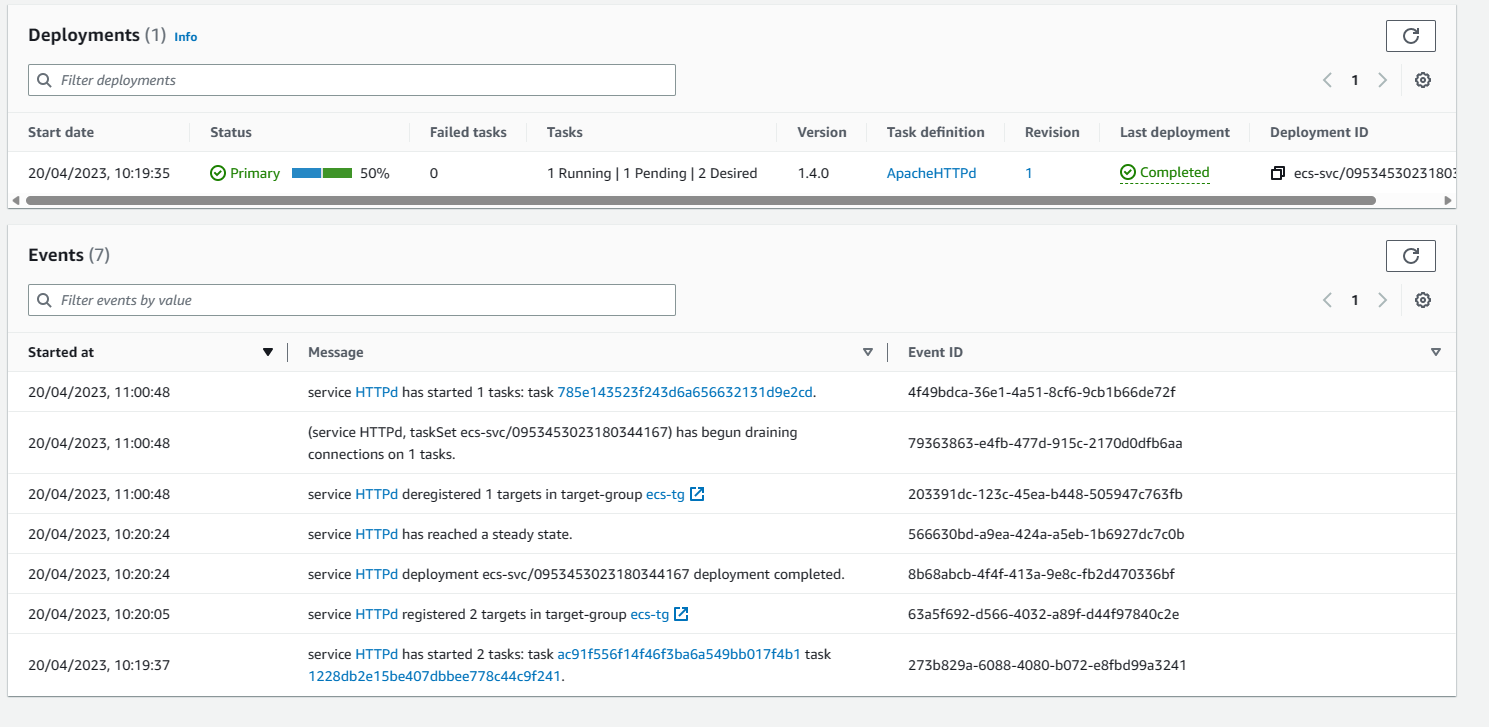 Deployments (1) Info
Filter deployments
1
Start date Status Failed tasks Tasks Version Task definition Revision Last deployment Deployment ID
20/04/2023, 10:19:35 Primary 50% 0 1 Running | 1 Pending | 2 Desired 1.4.0 ApacheHTTPd 1 Completed ecs-svc/09534530231803
Events (7)
Filter events by value
1
Started at Message Event ID
20/04/2023, 11:00:48 service HTTPd has started 1 tasks: task 785e143523f243d6a656632131d9e2cd. 4f49bdca-36e1-4a51-8cf6-9cb1b66de72f
(service HTTPd, taskSet ecs-svc/0953453023180344167) has begun draining
20/04/2023, 11:00:48 connections on 1 tasks. 79363863-e4fb-477d-915c-2170d0dfb6aa
20/04/2023, 11:00:48 service HTTPd deregistered 1 targets in target-group ecs-tg 203391dc-123c-45ea-b448-505947c763fb
20/04/2023, 10:20:24 service HTTPd has reached a steady state. 566630bd-a9ea-424a-a5eb-1b6927dc7c0b
20/04/2023, 10:20:24 service HTTPd deployment ecs-svc/0953453023180344167 deployment completed. 8b68abcb-4f4f-413a-9e8c-fb2d470336bf
20/04/2023, 10:20:05 service HTTPd registered 2 targets in target-group ecs-tg 63a5f692-d566-4032-a89f-d44f97840c2e
service HTTPd has started 2 tasks: task ac91f556f14f46f3ba6a549bb017f4b1 task
20/04/2023, 10:19:37 1228db2e15be407dbbee778c44c9f241. 273b829a-6088-4080-b072-e8fbd99a3241